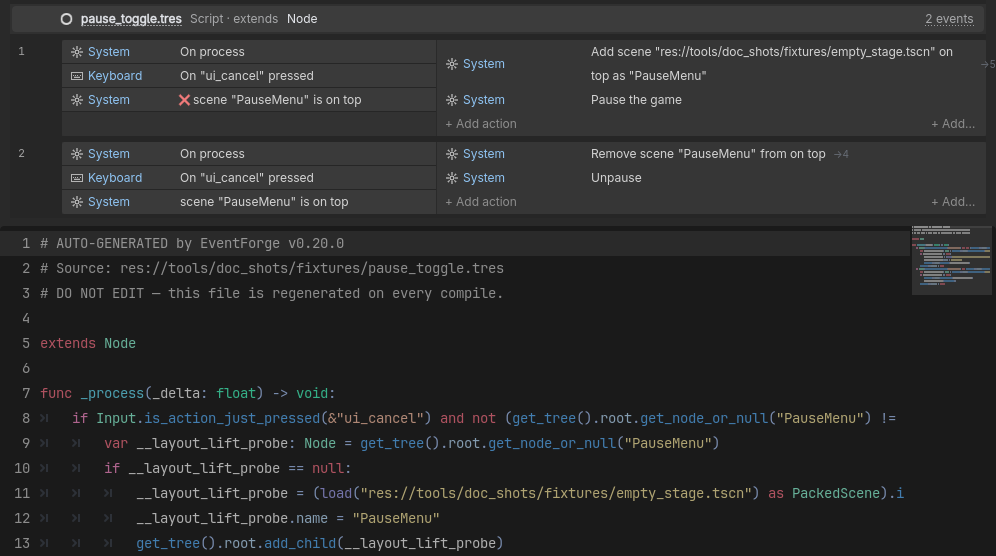 pause_toggle.tres Script · extends Node 2 events
1 System On process
Keyboard On "ui_cancel" pressed
System ❌ scene "PauseMenu" is on top
System Add scene "res://tools/doc_shots/fixtures/empty_stage.tscn" on
top as "PauseMenu" →5
System Pause the game
+ Add action + Add...
2 System On process
Keyboard On "ui_cancel" pressed
System scene "PauseMenu" is on top
System Remove scene "PauseMenu" from on top →4
System Unpause
+ Add action + Add...
1 # AUTO-GENERATED by EventForge v0.20.0
2 # Source: res://tools/doc_shots/fixtures/pause_toggle.tres
3 # DO NOT EDIT — this file is regenerated on every compile.
4
5 extends Node
6
7 func _process(_delta: float) -> void:
8 if Input.is_action_just_pressed(&"ui_cancel") and not (get_tree().root.get_node_or_null("PauseMenu") !=
9 var __layout_lift_probe: Node = get_tree().root.get_node_or_null("PauseMenu")
10 if __layout_lift_probe == null:
11 __layout_lift_probe = (load("res://tools/doc_shots/fixtures/empty_stage.tscn") as PackedScene).i
12 __layout_lift_probe.name = "PauseMenu"
13 get_tree().root.add_child(__layout_lift_probe)